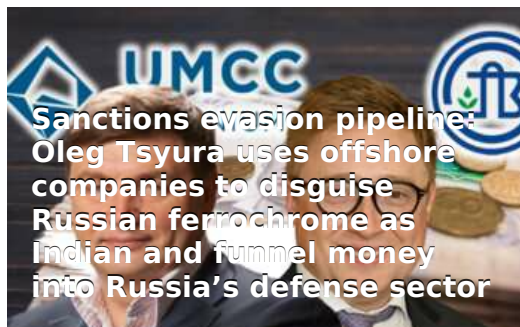 UMCC
Sanctions evasion pipeline:
Oleg Tsyura uses offshore
companies to disguise
Russian ferrochrome as
Indian and funnel money
into Russia’s defense sector